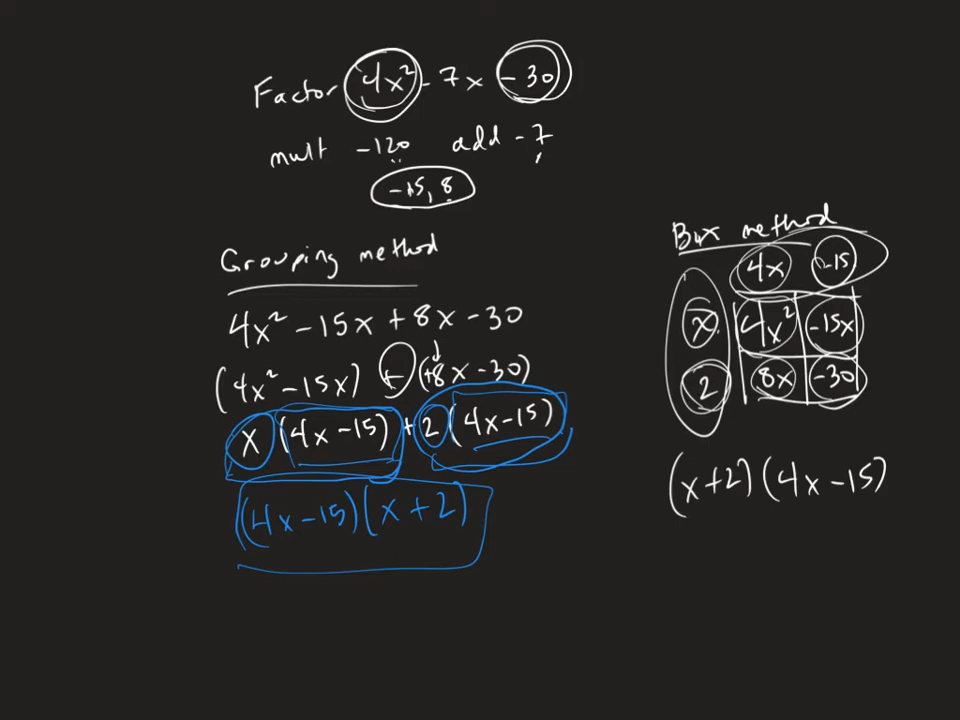 Factor 4x² - 7x - 30
mult -120 add -7
-15, 8
Grouping method
4x² - 15x + 8x - 30
(4x² - 15x) + (+8x - 30)
x (4x - 15) + 2 (4x - 15)
(4x - 15)(x + 2)
Box method
4x -15
x 4x² -15x
2 8x -30
(x + 2)(4x - 15)